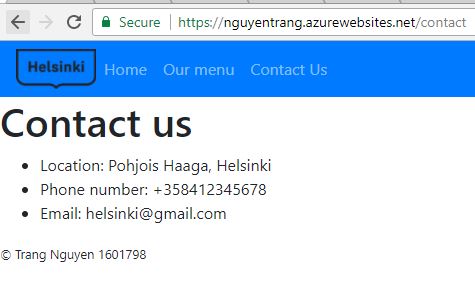 Secure https://nguyentrang.azurewebsites.net/contact
Helsinki Home Our menu Contact Us
Contact us
Location: Pohjois Haaga, Helsinki
Phone number: +358412345678
Email: helsinki@gmail.com
© Trang Nguyen 1601798